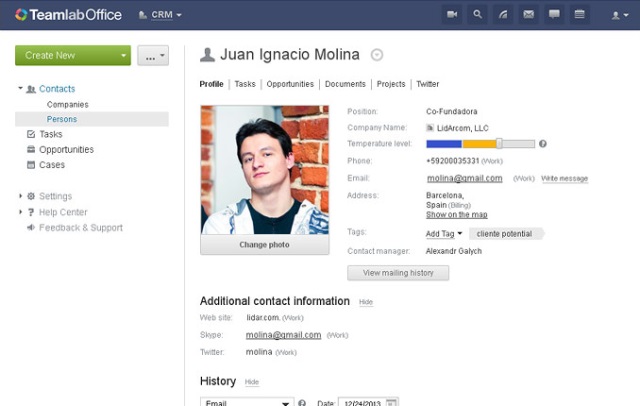 TeamlabOffice
CRM
Create New
...
Contacts
Companies
Persons
Tasks
Opportunities
Cases
Settings
Help Center
Feedback & Support
Juan Ignacio Molina
Profile Tasks Opportunities Documents Projects Twitter
Change photo
Position: Co-Fundadora
Company Name: LidArcom, LLC
Temperature level:
Phone: +59200035331 (Work)
Email: molina@gmail.com (Work) Write message
Address: Barcelona,
Spain (Billing)
Show on the map
Tags: Add Tag cliente potential
Contact manager: Alexandr Galych
View mailing history
Additional contact information Hide
Web site: lidar.com. (Work)
Skype: molina@gmail.com (Work)
Twitter: molina (Work)
History Hide
Email Date: 12/24/2013